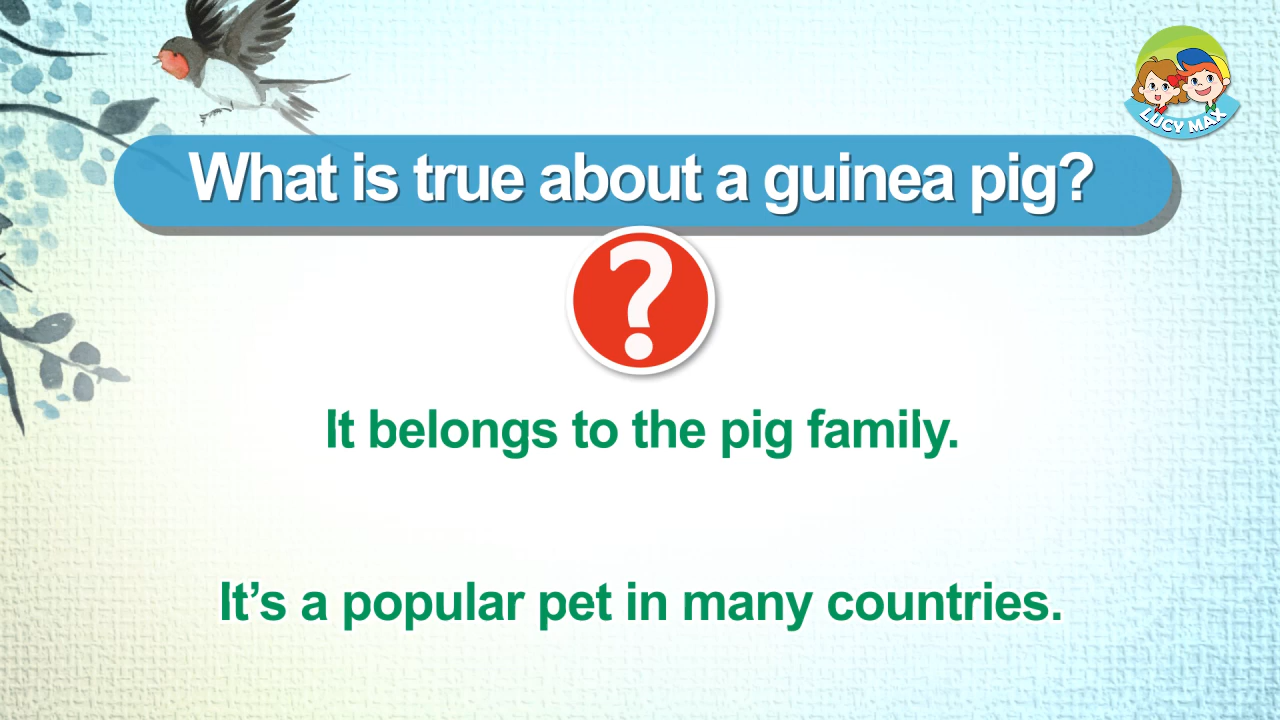 LUCY MAX
What is true about a guinea pig?
?
It belongs to the pig family.
It’s a popular pet in many countries.